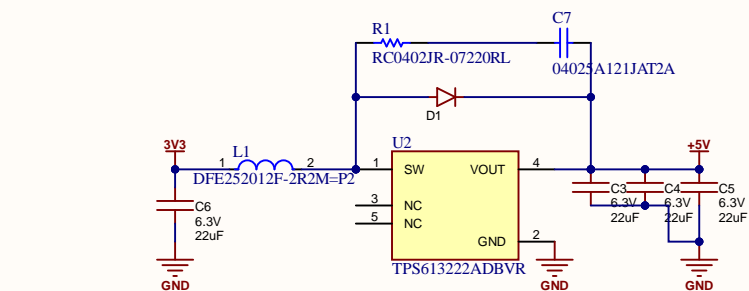 R1
RC0402JR-07220RL
C7
04025A121JAT2A
D1
3V3
L1
1 2
DFE252012F-2R2M=P2
U2
1 SW VOUT 4
3 NC
5 NC
GND 2
TPS613222ADBVR
+5V
C3 C4 C5
6.3V 6.3V 6.3V
22uF 22uF 22uF
C6
6.3V
22uF
GND GND GND